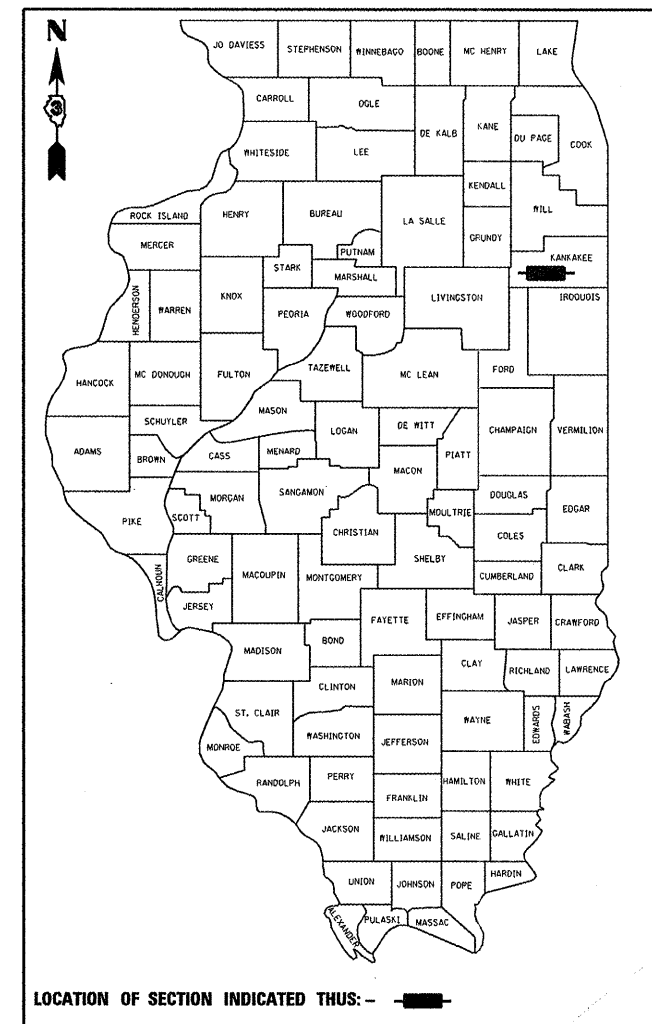 N
3
JO DAVIESS STEPHENSON WINNEBAGO BOONE MC HENRY LAKE
CARROLL OGLE DE KALB KANE DU PAGE COOK
WHITESIDE LEE
KENDALL WILL
ROCK ISLAND HENRY BUREAU LA SALLE GRUNDY
MERCER PUTNAM KANKAKEE
STARK MARSHALL
HENDERSON WARREN KNOX LIVINGSTON IROQUOIS
PEORIA WOODFORD
TAZEWELL MC LEAN FORD
HANCOCK MC DONOUGH FULTON
MASON
SCHUYLER LOGAN DE WITT CHAMPAIGN VERMILION
ADAMS BROWN CASS MENARD MACON PIATT
MORGAN SANGAMON DOUGLAS EDGAR
PIKE SCOTT CHRISTIAN MOULTRIE COLES
GREENE SHELBY CLARK
CALHOUN MACOUPIN MONTGOMERY CUMBERLAND
JERSEY FAYETTE EFFINGHAM JASPER CRAWFORD
MADISON BOND
CLAY RICHLAND LAWRENCE
CLINTON MARION
ST. CLAIR WAYNE EDWARDS WABASH
MONROE WASHINGTON JEFFERSON
RANDOLPH PERRY HAMILTON WHITE
FRANKLIN
JACKSON WILLIAMSON SALINE GALLATIN
UNION JOHNSON POPE HARDIN
ALEXANDER PULASKI MASSAC
LOCATION OF SECTION INDICATED THUS: -